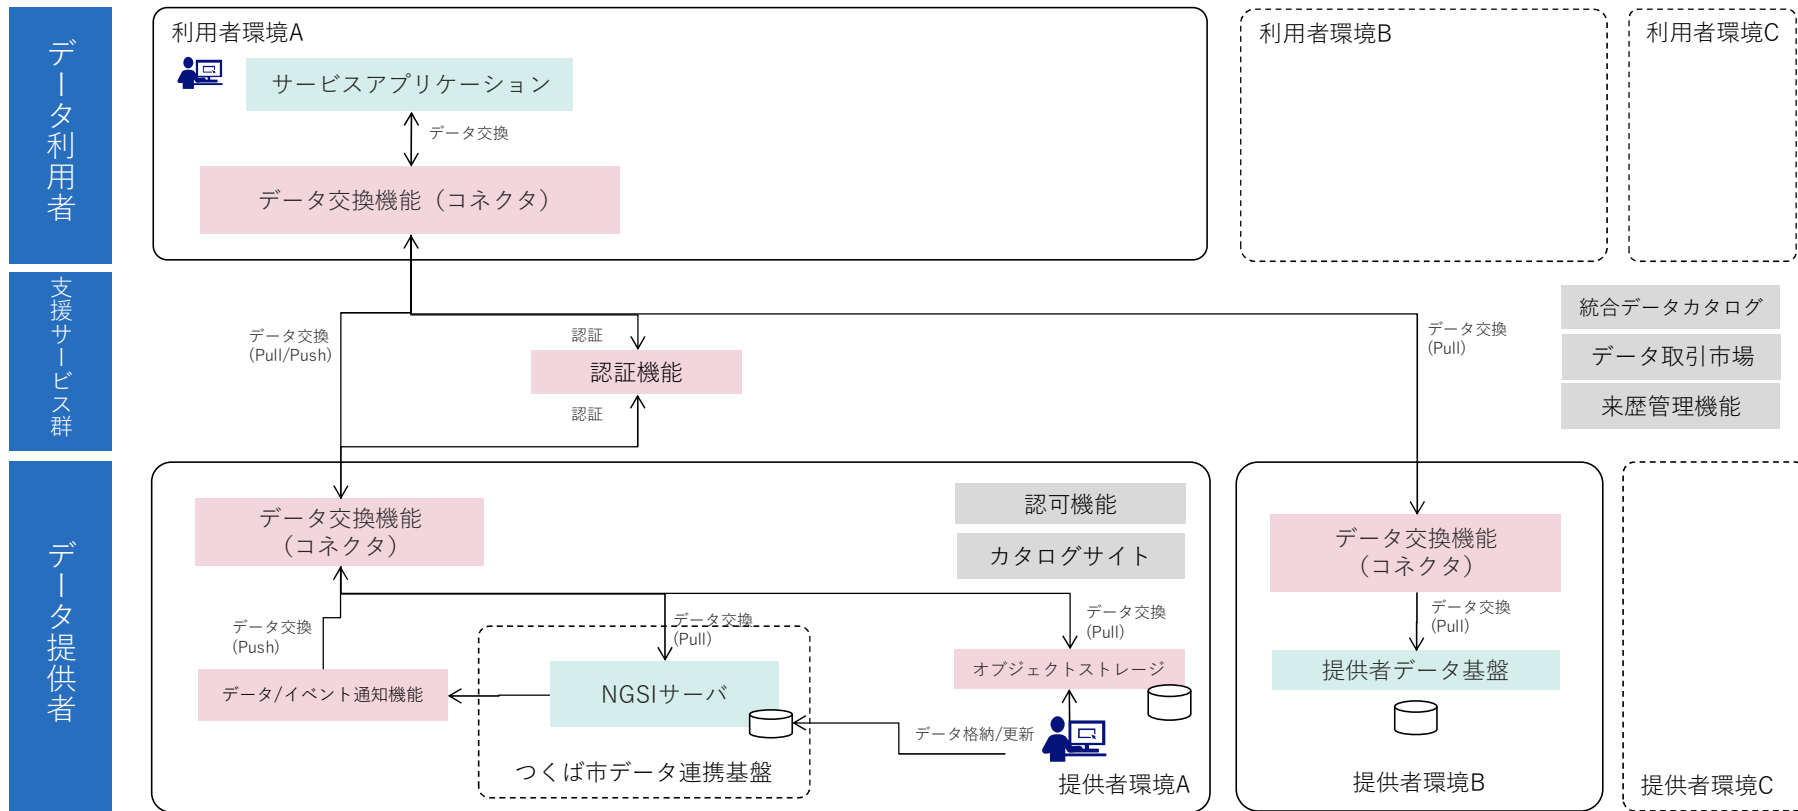 データ利用者
利用者環境A
サービスアプリケーション
データ交換
データ交換機能（コネクタ）
利用者環境B
利用者環境C
支援サービス群
データ交換
(Pull/Push)
認証
認証機能
認証
データ交換
(Pull)
統合データカタログ
データ取引市場
来歴管理機能
データ提供者
データ交換機能
（コネクタ）
認可機能
カタログサイト
データ交換
(Push)
データ交換
(Pull)
データ交換
(Pull)
データ/イベント通知機能
NGSIサーバ
オブジェクトストレージ
データ格納/更新
つくば市データ連携基盤
提供者環境A
データ交換機能
（コネクタ）
データ交換
(Pull)
提供者データ基盤
提供者環境B
提供者環境C